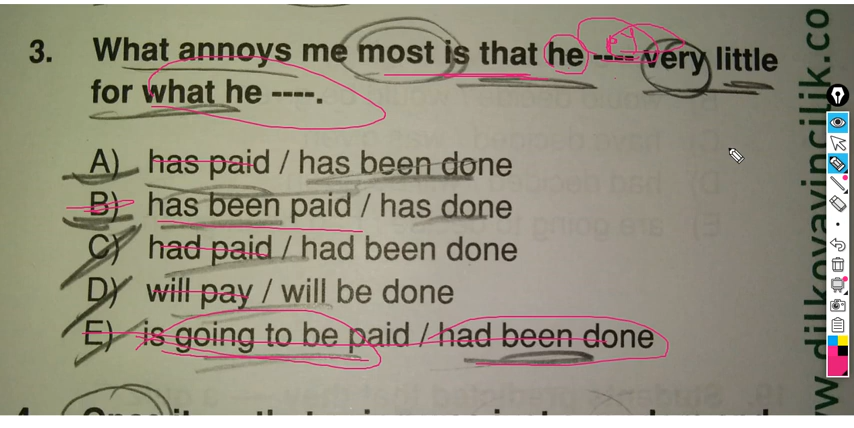 3. What annoys me most is that he ---- very little
for what he ----.
A) has paid / has been done
B) has been paid / has done
C) had paid / had been done
D) will pay / will be done
E) is going to be paid / had been done
w.dilkoyayincilik.co